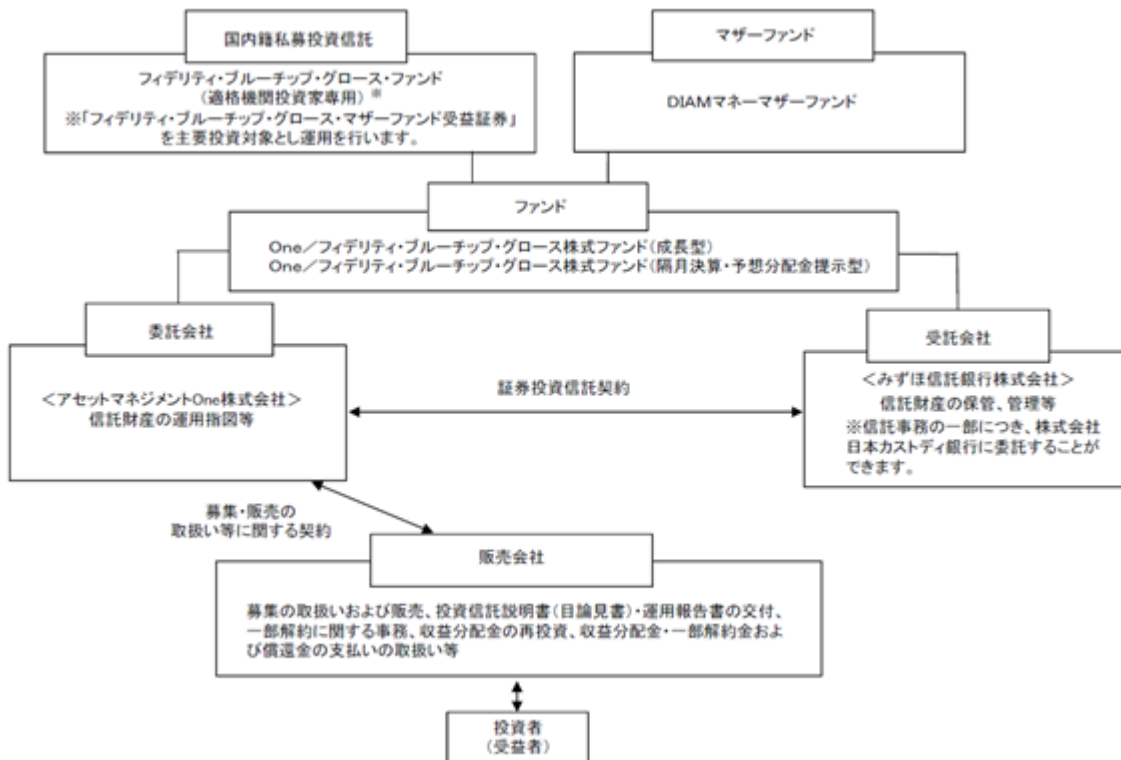 国内籍私募投資信託
フィデリティ・ブルーチップ・グロース・ファンド
(適格機関投資家専用)※
※「フィデリティ・ブルーチップ・グロース・マザーファンド受益証券」
を主要投資対象とし運用を行います。
マザーファンド
DIAMマネーマザーファンド
ファンド
One/フィデリティ・ブルーチップ・グロース株式ファンド(成長型)
One/フィデリティ・ブルーチップ・グロース株式ファンド(隔月決算・予想分配金提示型)
委託会社
<アセットマネジメントOne株式会社>
信託財産の運用指図等
証券投資信託契約
受託会社
<みずほ信託銀行株式会社>
信託財産の保管、管理等
※信託事務の一部につき、株式会社
日本カストディ銀行に委託することが
できます。
募集・販売の
取扱い等に関する契約
販売会社
募集の取扱いおよび販売、投資信託説明書(目論見書)・運用報告書の交付、
一部解約に関する事務、収益分配金の再投資、収益分配金・一部解約金およ
び償還金の支払いの取扱い等
投資者
(受益者)